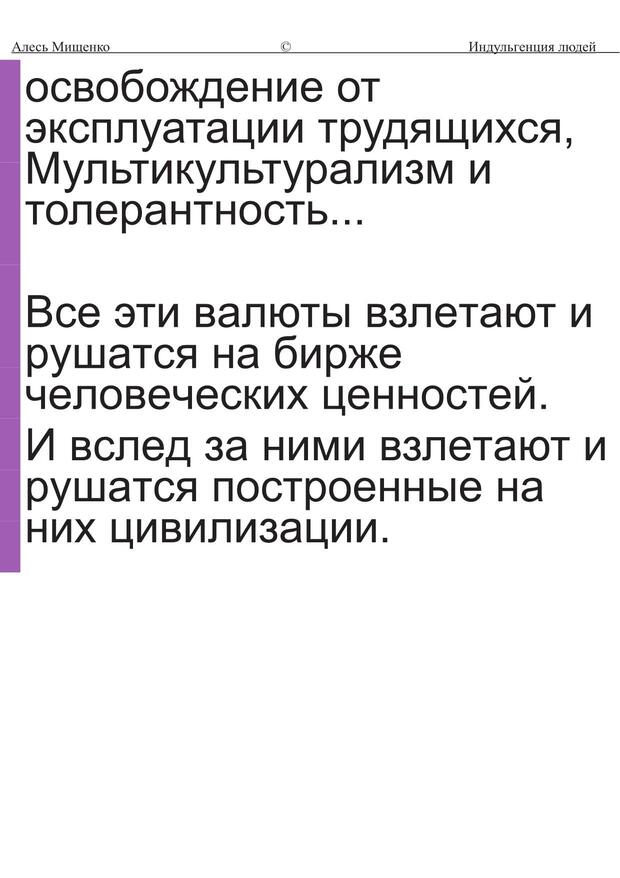 Алесь Мищенко © Индульгенция людей
освобождение от
эксплуатации трудящихся,
Мультикультурализм и
толерантность...
Все эти валюты взлетают и
рушатся на бирже
человеческих ценностей.
И вслед за ними взлетают и
рушатся построенные на
них цивилизации.